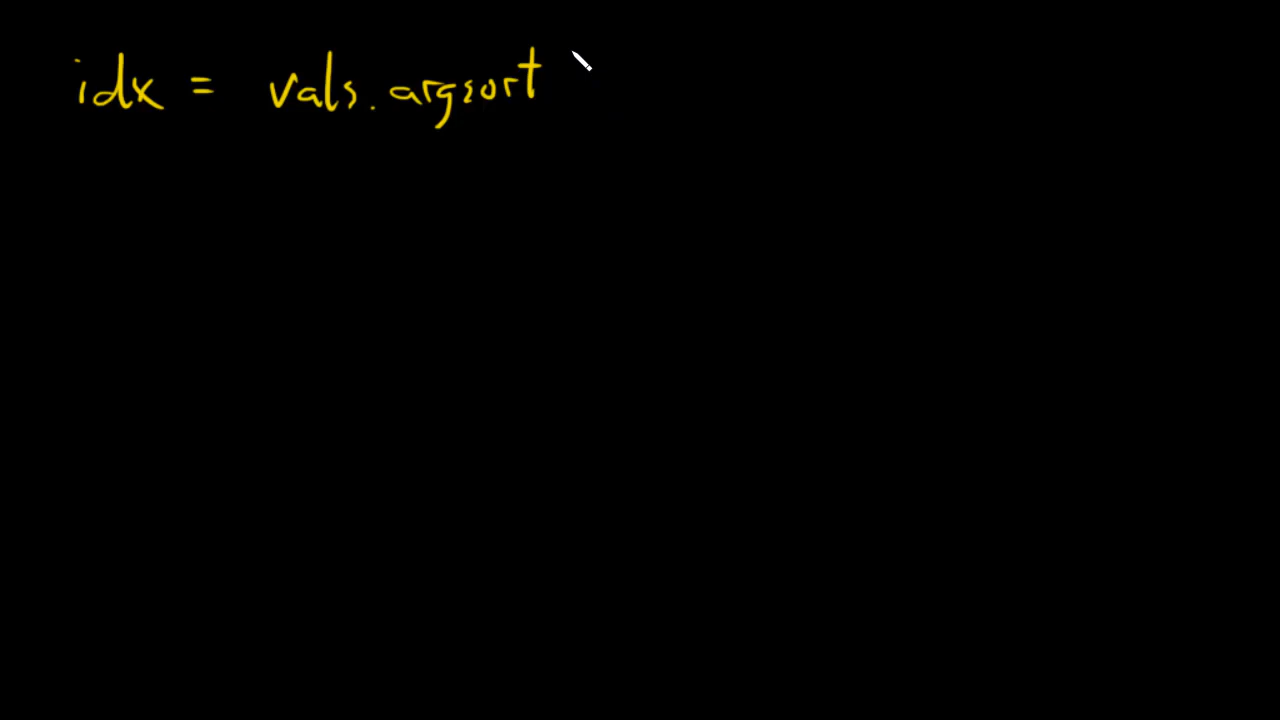 idx = vals.argsort